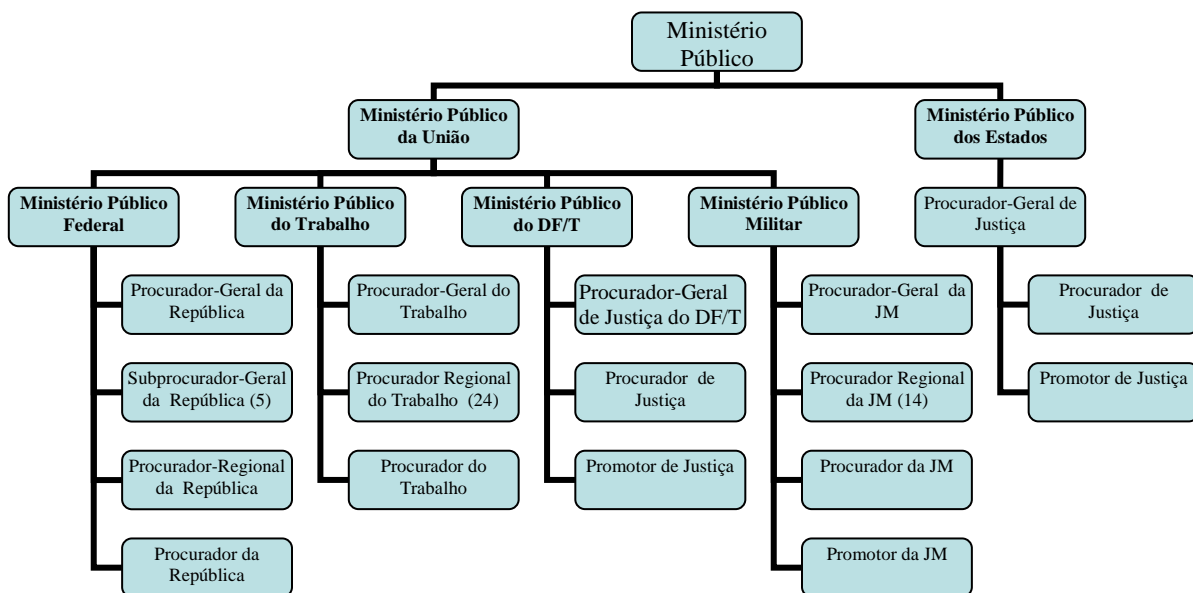 Ministério
Público
Ministério Público
da União
Ministério Público
dos Estados
Ministério Público
Federal
Ministério Público
do Trabalho
Ministério Público
do DF/T
Ministério Público
Militar
Procurador-Geral de
Justiça
Procurador-Geral da
República
Procurador-Geral do
Trabalho
Procurador-Geral
de Justiça do DF/T
Procurador-Geral da
JM
Procurador de
Justiça
Subprocurador-Geral
da República (5)
Procurador Regional
do Trabalho (24)
Procurador de
Justiça
Procurador Regional
da JM (14)
Promotor de Justiça
Procurador-Regional
da República
Procurador do
Trabalho
Promotor de Justiça
Procurador da JM
Procurador da
República
Promotor da JM